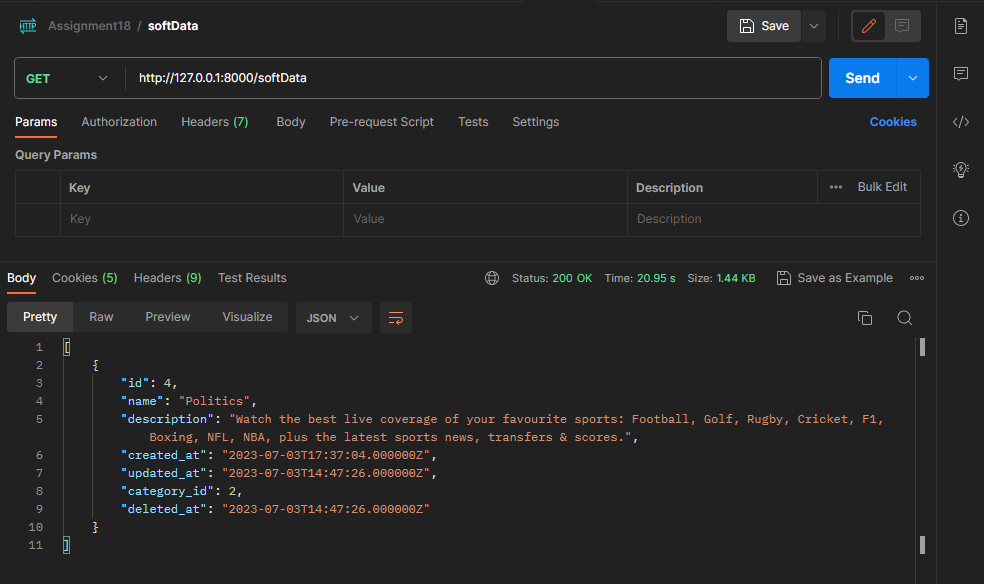 HTTP Assignment18 / softData Save
GET http://127.0.0.1:8000/softData Send
Params Authorization Headers (7) Body Pre-request Script Tests Settings Cookies
Query Params
Key Value Description ••• Bulk Edit
Key Value Description
Body Cookies (5) Headers (9) Test Results Status: 200 OK Time: 20.95 s Size: 1.44 KB Save as Example
Pretty Raw Preview Visualize JSON
1 [
2 {
3 "id": 4,
4 "name": "Politics",
5 "description": "Watch the best live coverage of your favourite sports: Football, Golf, Rugby, Cricket, F1,
Boxing, NFL, NBA, plus the latest sports news, transfers & scores.",
6 "created_at": "2023-07-03T17:37:04.000000Z",
7 "updated_at": "2023-07-03T14:47:26.000000Z",
8 "category_id": 2,
9 "deleted_at": "2023-07-03T14:47:26.000000Z"
10 }
11 ]